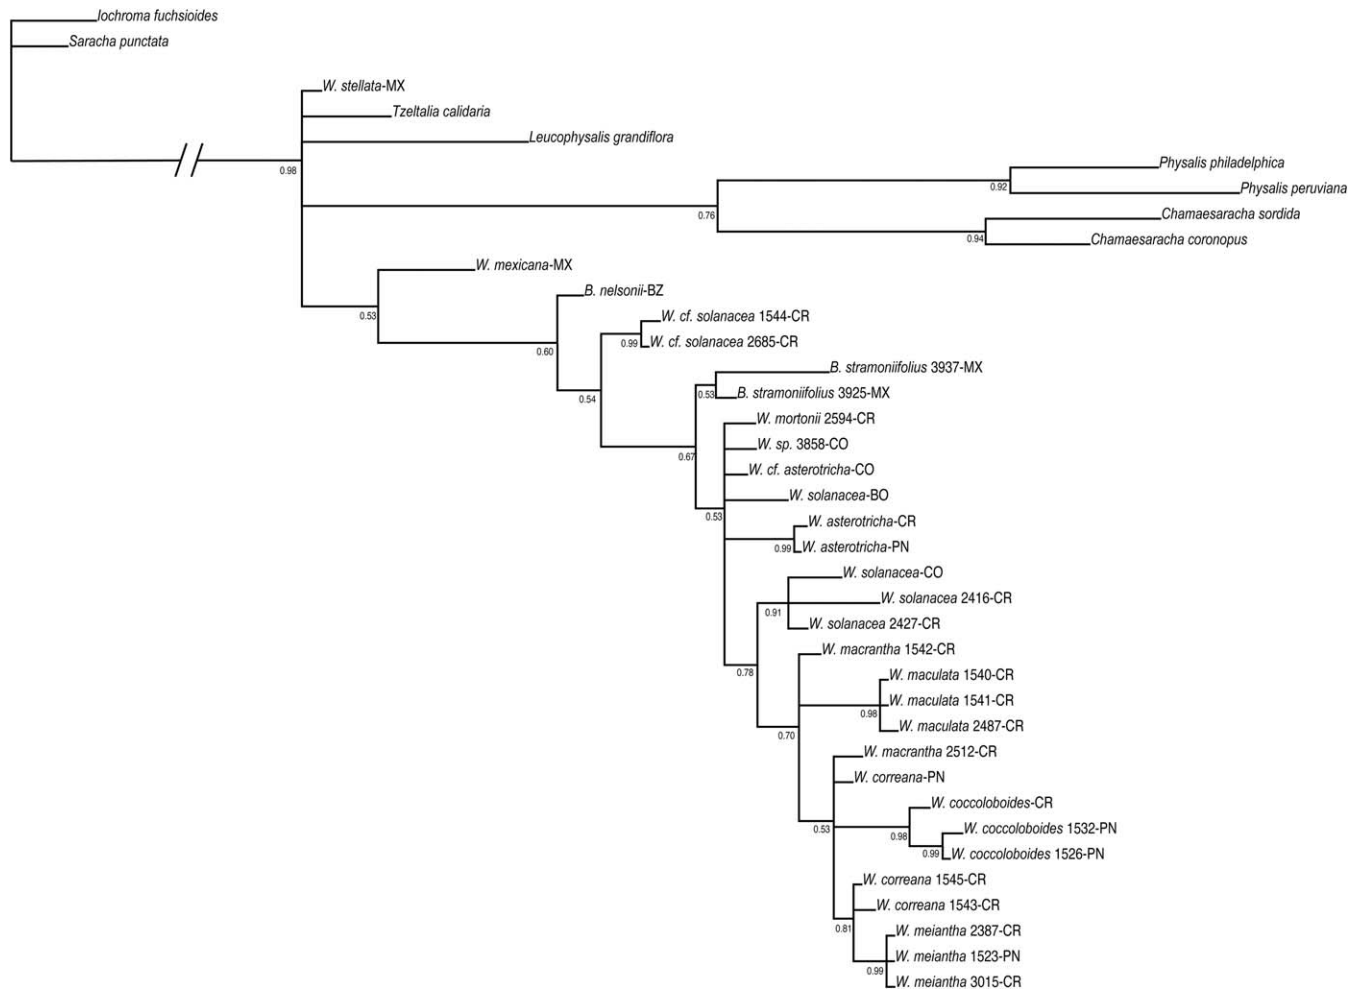 Iochroma fuchsioides
Saracha punctata
W. stellata-MX
Tzeltalia calidaria
Leucophysalis grandiflora
Physalis philadelphica
0.98
0.92
Physalis peruviana
0.76
Chamaesaracha sordida
0.94
Chamaesaracha coronopus
W. mexicana-MX
B. nelsonii-BZ
0.53
W. cf. solanacea 1544-CR
0.99
W. cf. solanacea 2685-CR
0.60
B. stramoniifolius 3937-MX
0.53
B. stramoniifolius 3925-MX
0.54
W. mortonii 2594-CR
W. sp. 3858-CO
0.67
W. cf. asterotricha-CO
W. solanacea-BO
0.53
W. asterotricha-CR
0.99
W. asterotricha-PN
W. solanacea-CO
W. solanacea 2416-CR
0.91
W. solanacea 2427-CR
W. macrantha 1542-CR
0.78
W. maculata 1540-CR
W. maculata 1541-CR
0.98
W. maculata 2487-CR
0.70
W. macrantha 2512-CR
W. correana-PN
W. coccoloboides-CR
0.53
W. coccoloboides 1532-PN
0.98
0.99
W. coccoloboides 1526-PN
W. correana 1545-CR
W. correana 1543-CR
0.81
W. meiantha 2387-CR
W. meiantha 1523-PN
0.99
W. meiantha 3015-CR